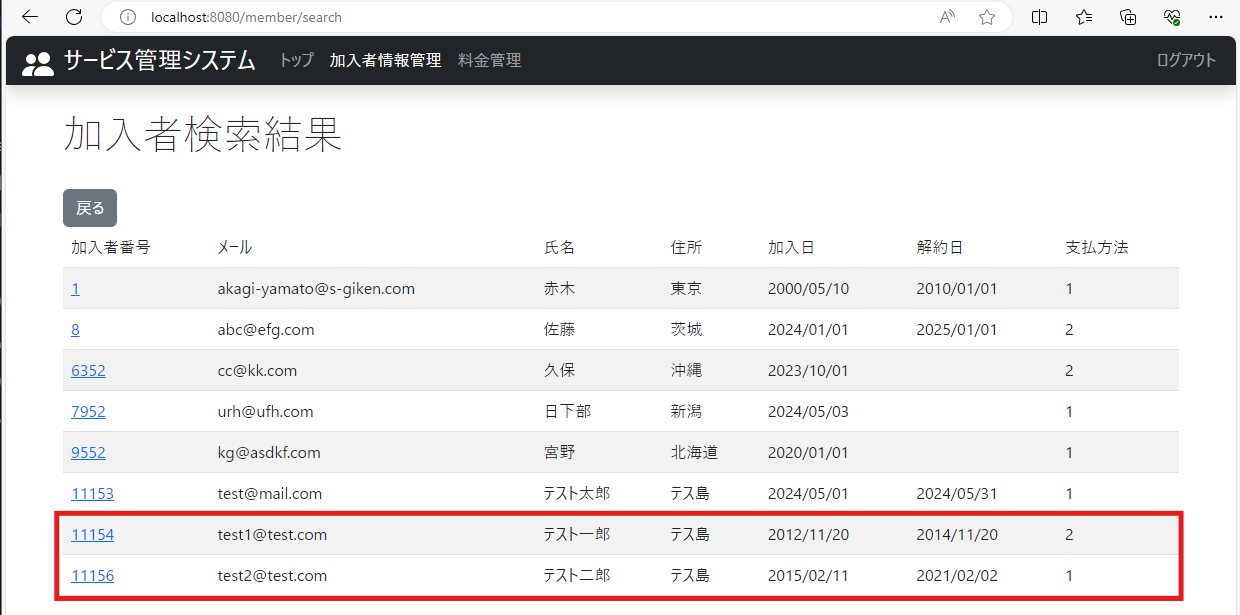 localhost:8080/member/search
サービス管理システム トップ 加入者情報管理 料金管理 ログアウト
加入者検索結果
戻る
加入者番号 メール 氏名 住所 加入日 解約日 支払方法
1 akagi-yamato@s-giken.com 赤木 東京 2000/05/10 2010/01/01 1
8 abc@efg.com 佐藤 茨城 2024/01/01 2025/01/01 2
6352 cc@kk.com 久保 沖縄 2023/10/01 2
7952 urh@ufh.com 日下部 新潟 2024/05/03 1
9552 kg@asdkf.com 宮野 北海道 2020/01/01 1
11153 test@mail.com テスト太郎 テス島 2024/05/01 2024/05/31 1
11154 test1@test.com テスト一郎 テス島 2012/11/20 2014/11/20 2
11156 test2@test.com テスト二郎 テス島 2015/02/11 2021/02/02 1